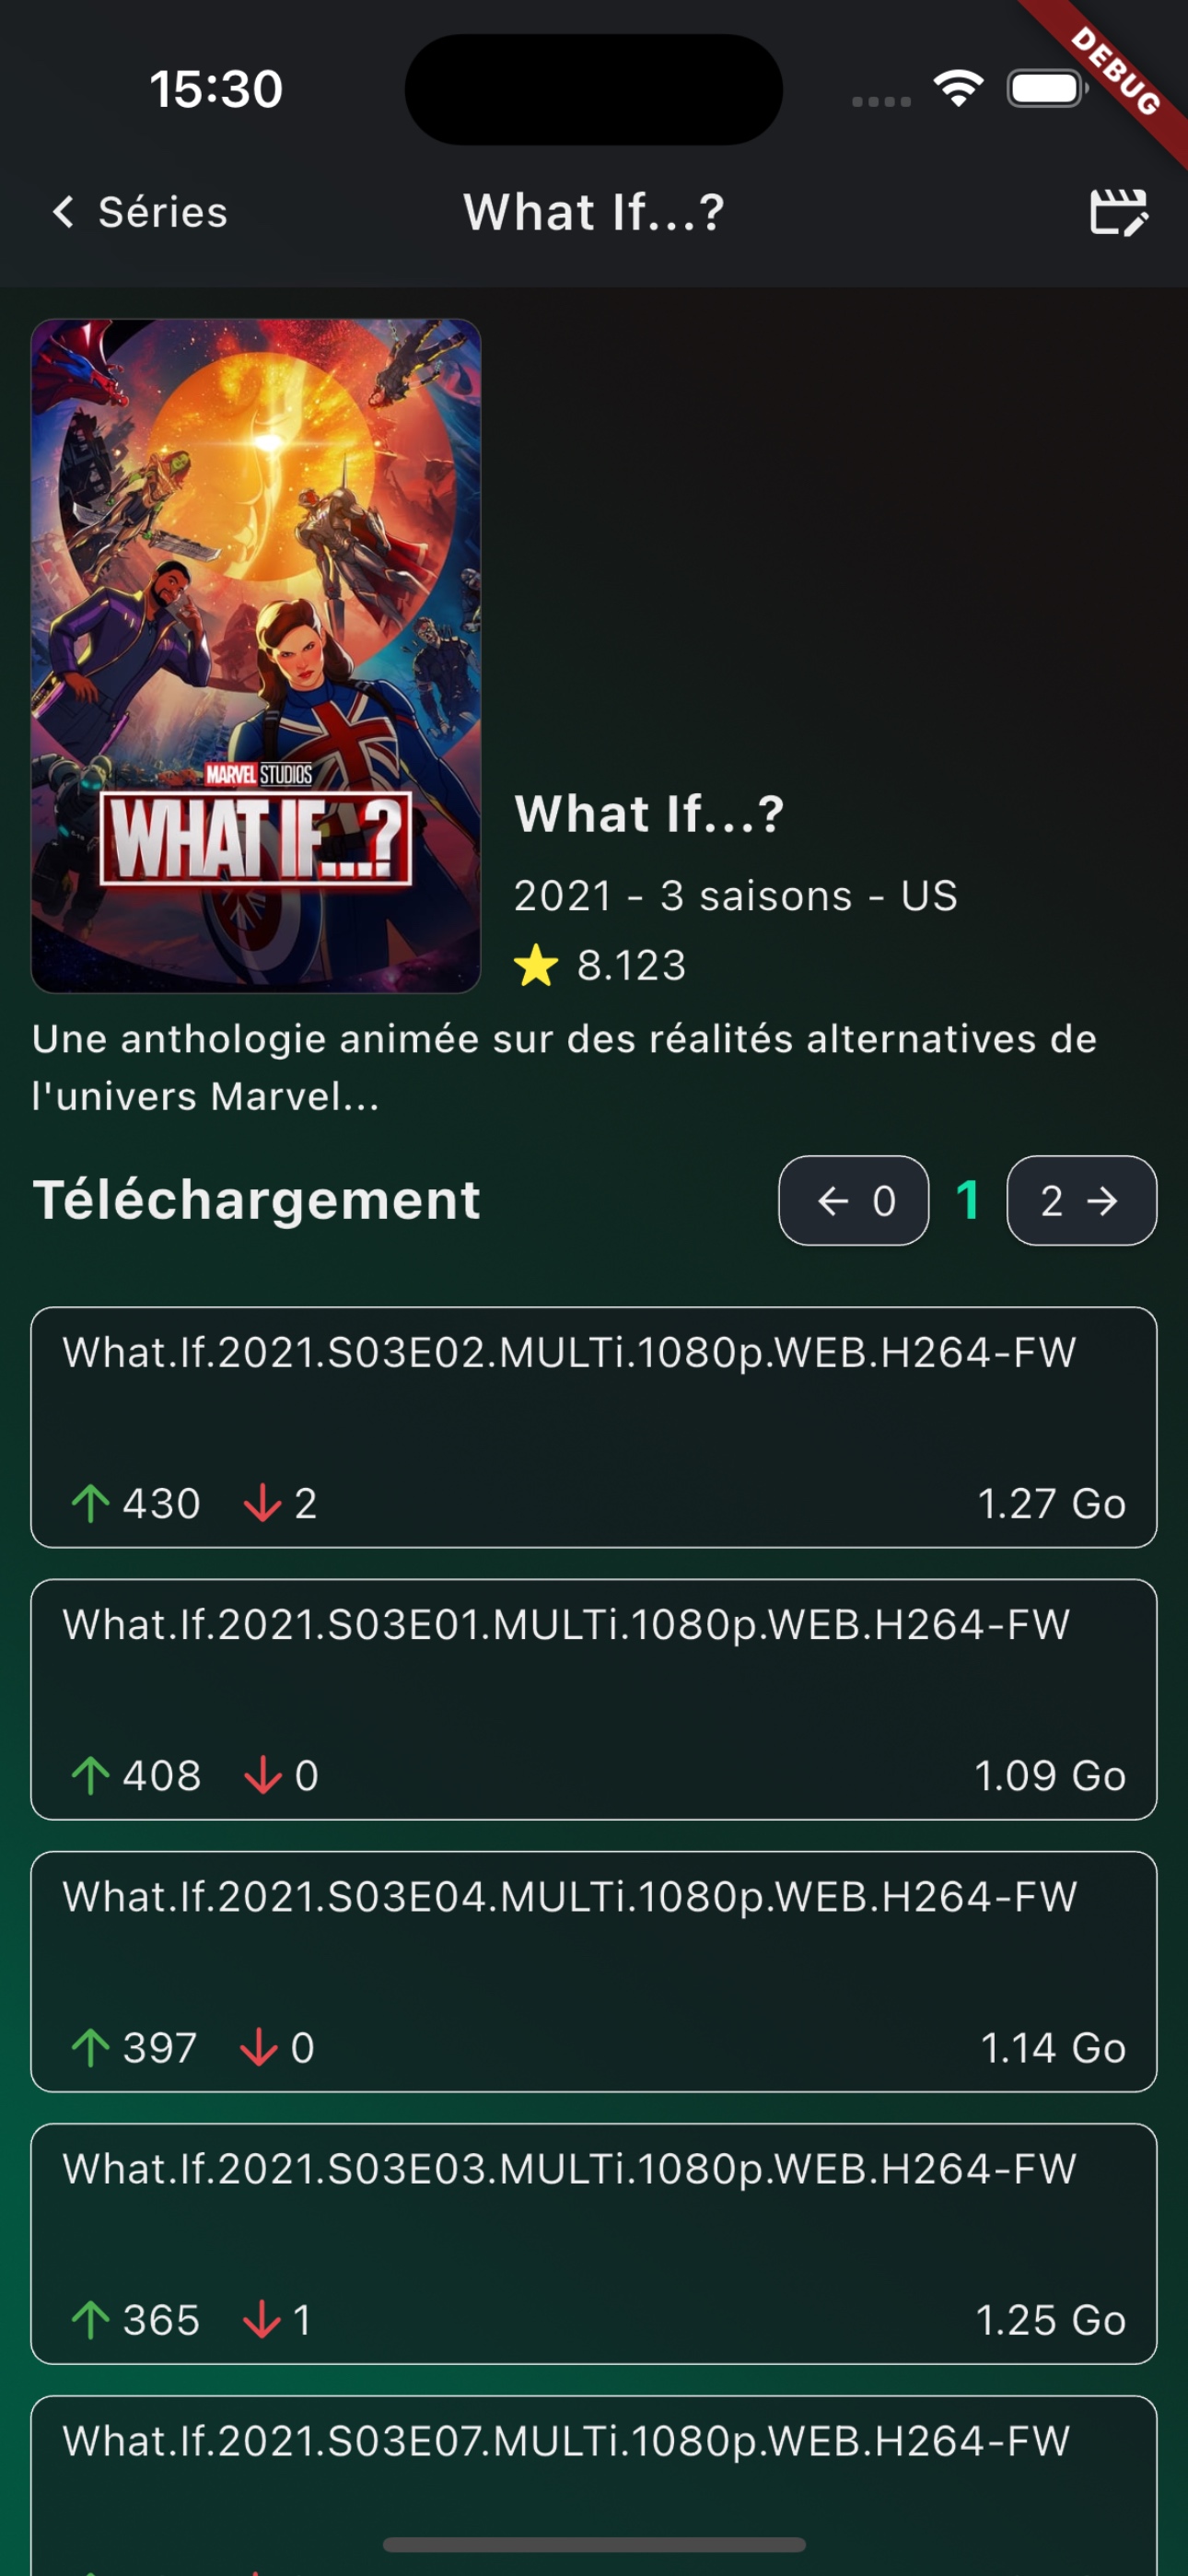 15:30
DEBUG
Séries
What If...?
MARVEL STUDIOS
WHAT IF...?
What If...?
2021 - 3 saisons - US
8.123
Une anthologie animée sur des réalités alternatives de
l'univers Marvel...
Téléchargement
← 0 1 2 →
What.If.2021.S03E02.MULTi.1080p.WEB.H264-FW
↑ 430 ↓ 2 1.27 Go
What.If.2021.S03E01.MULTi.1080p.WEB.H264-FW
↑ 408 ↓ 0 1.09 Go
What.If.2021.S03E04.MULTi.1080p.WEB.H264-FW
↑ 397 ↓ 0 1.14 Go
What.If.2021.S03E03.MULTi.1080p.WEB.H264-FW
↑ 365 ↓ 1 1.25 Go
What.If.2021.S03E07.MULTi.1080p.WEB.H264-FW